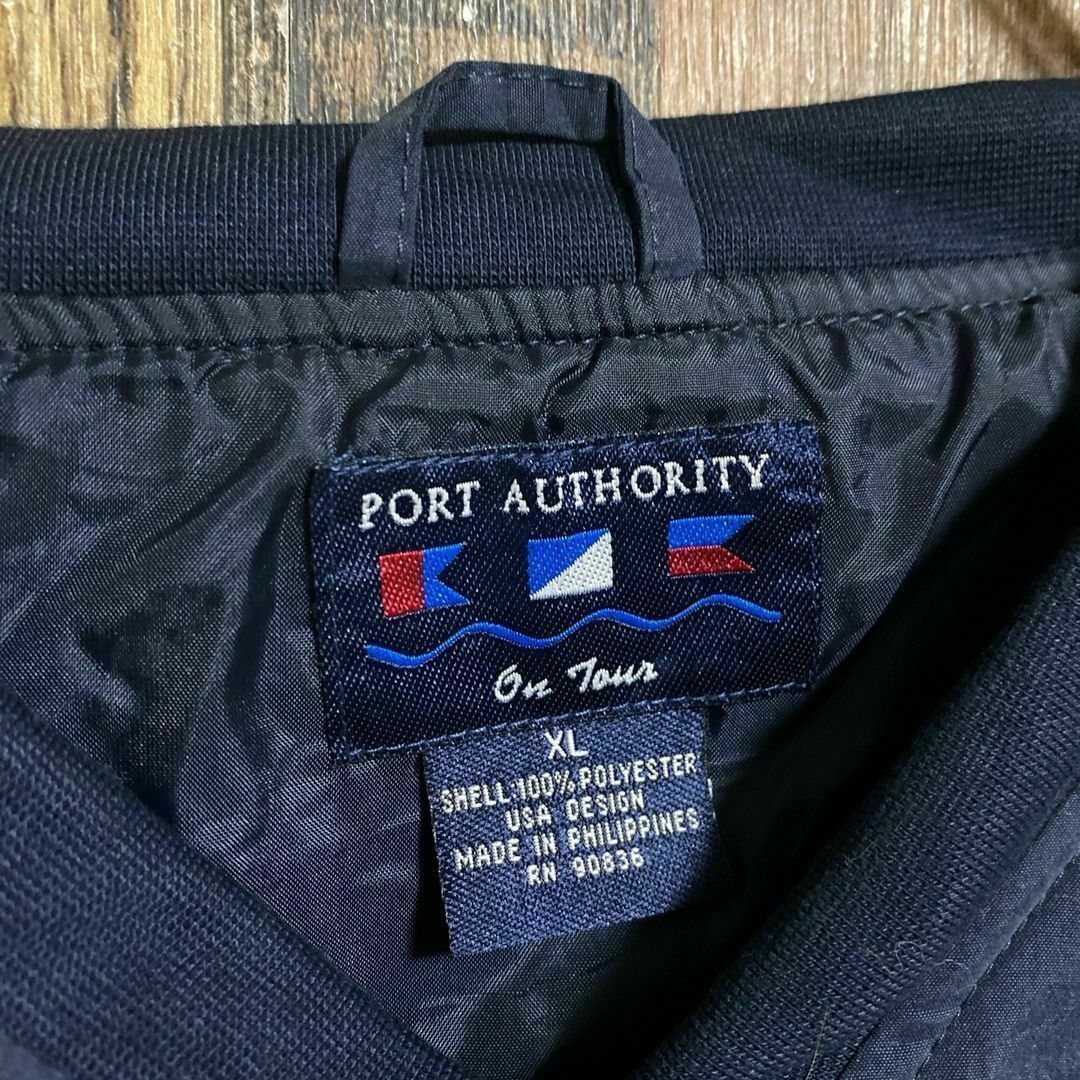 PORT AUTHORITY
On Tour
XL
SHELL:100% POLYESTER
USA DESIGN
MADE IN PHILIPPINES
RN 90836